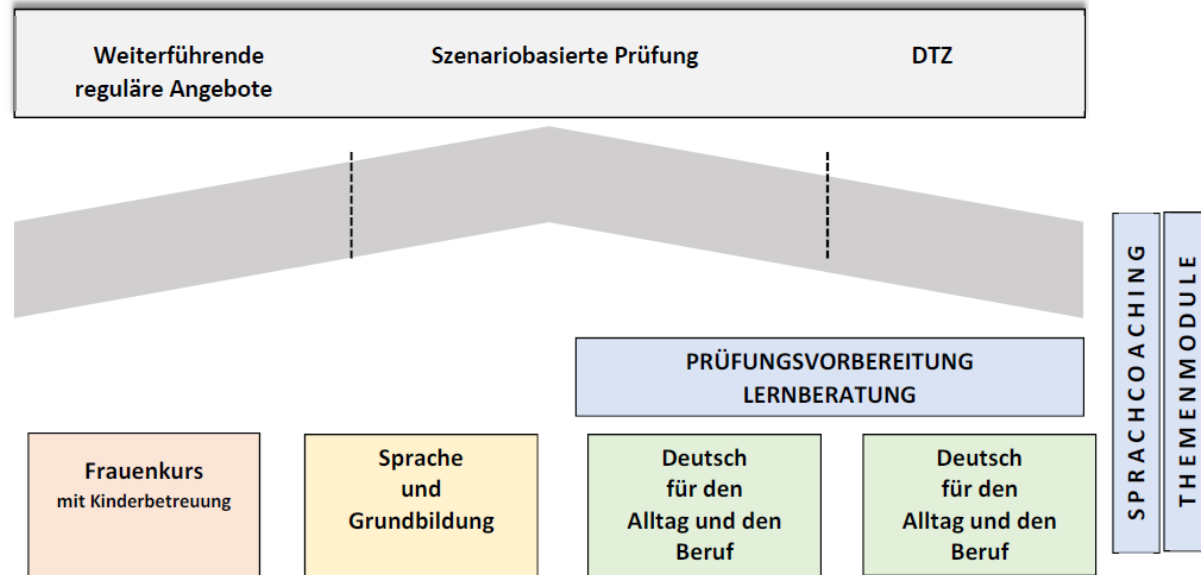 Weiterführende
reguläre Angebote
Szenariobasierte Prüfung
DTZ
PRÜFUNGSVORBEREITUNG
LERNBERATUNG
Frauenkurs
mit Kinderbetreuung
Sprache
und
Grundbildung
Deutsch
für den
Alltag und den
Beruf
Deutsch
für den
Alltag und den
Beruf
SPRACHCOACHING
THEMENMODULE